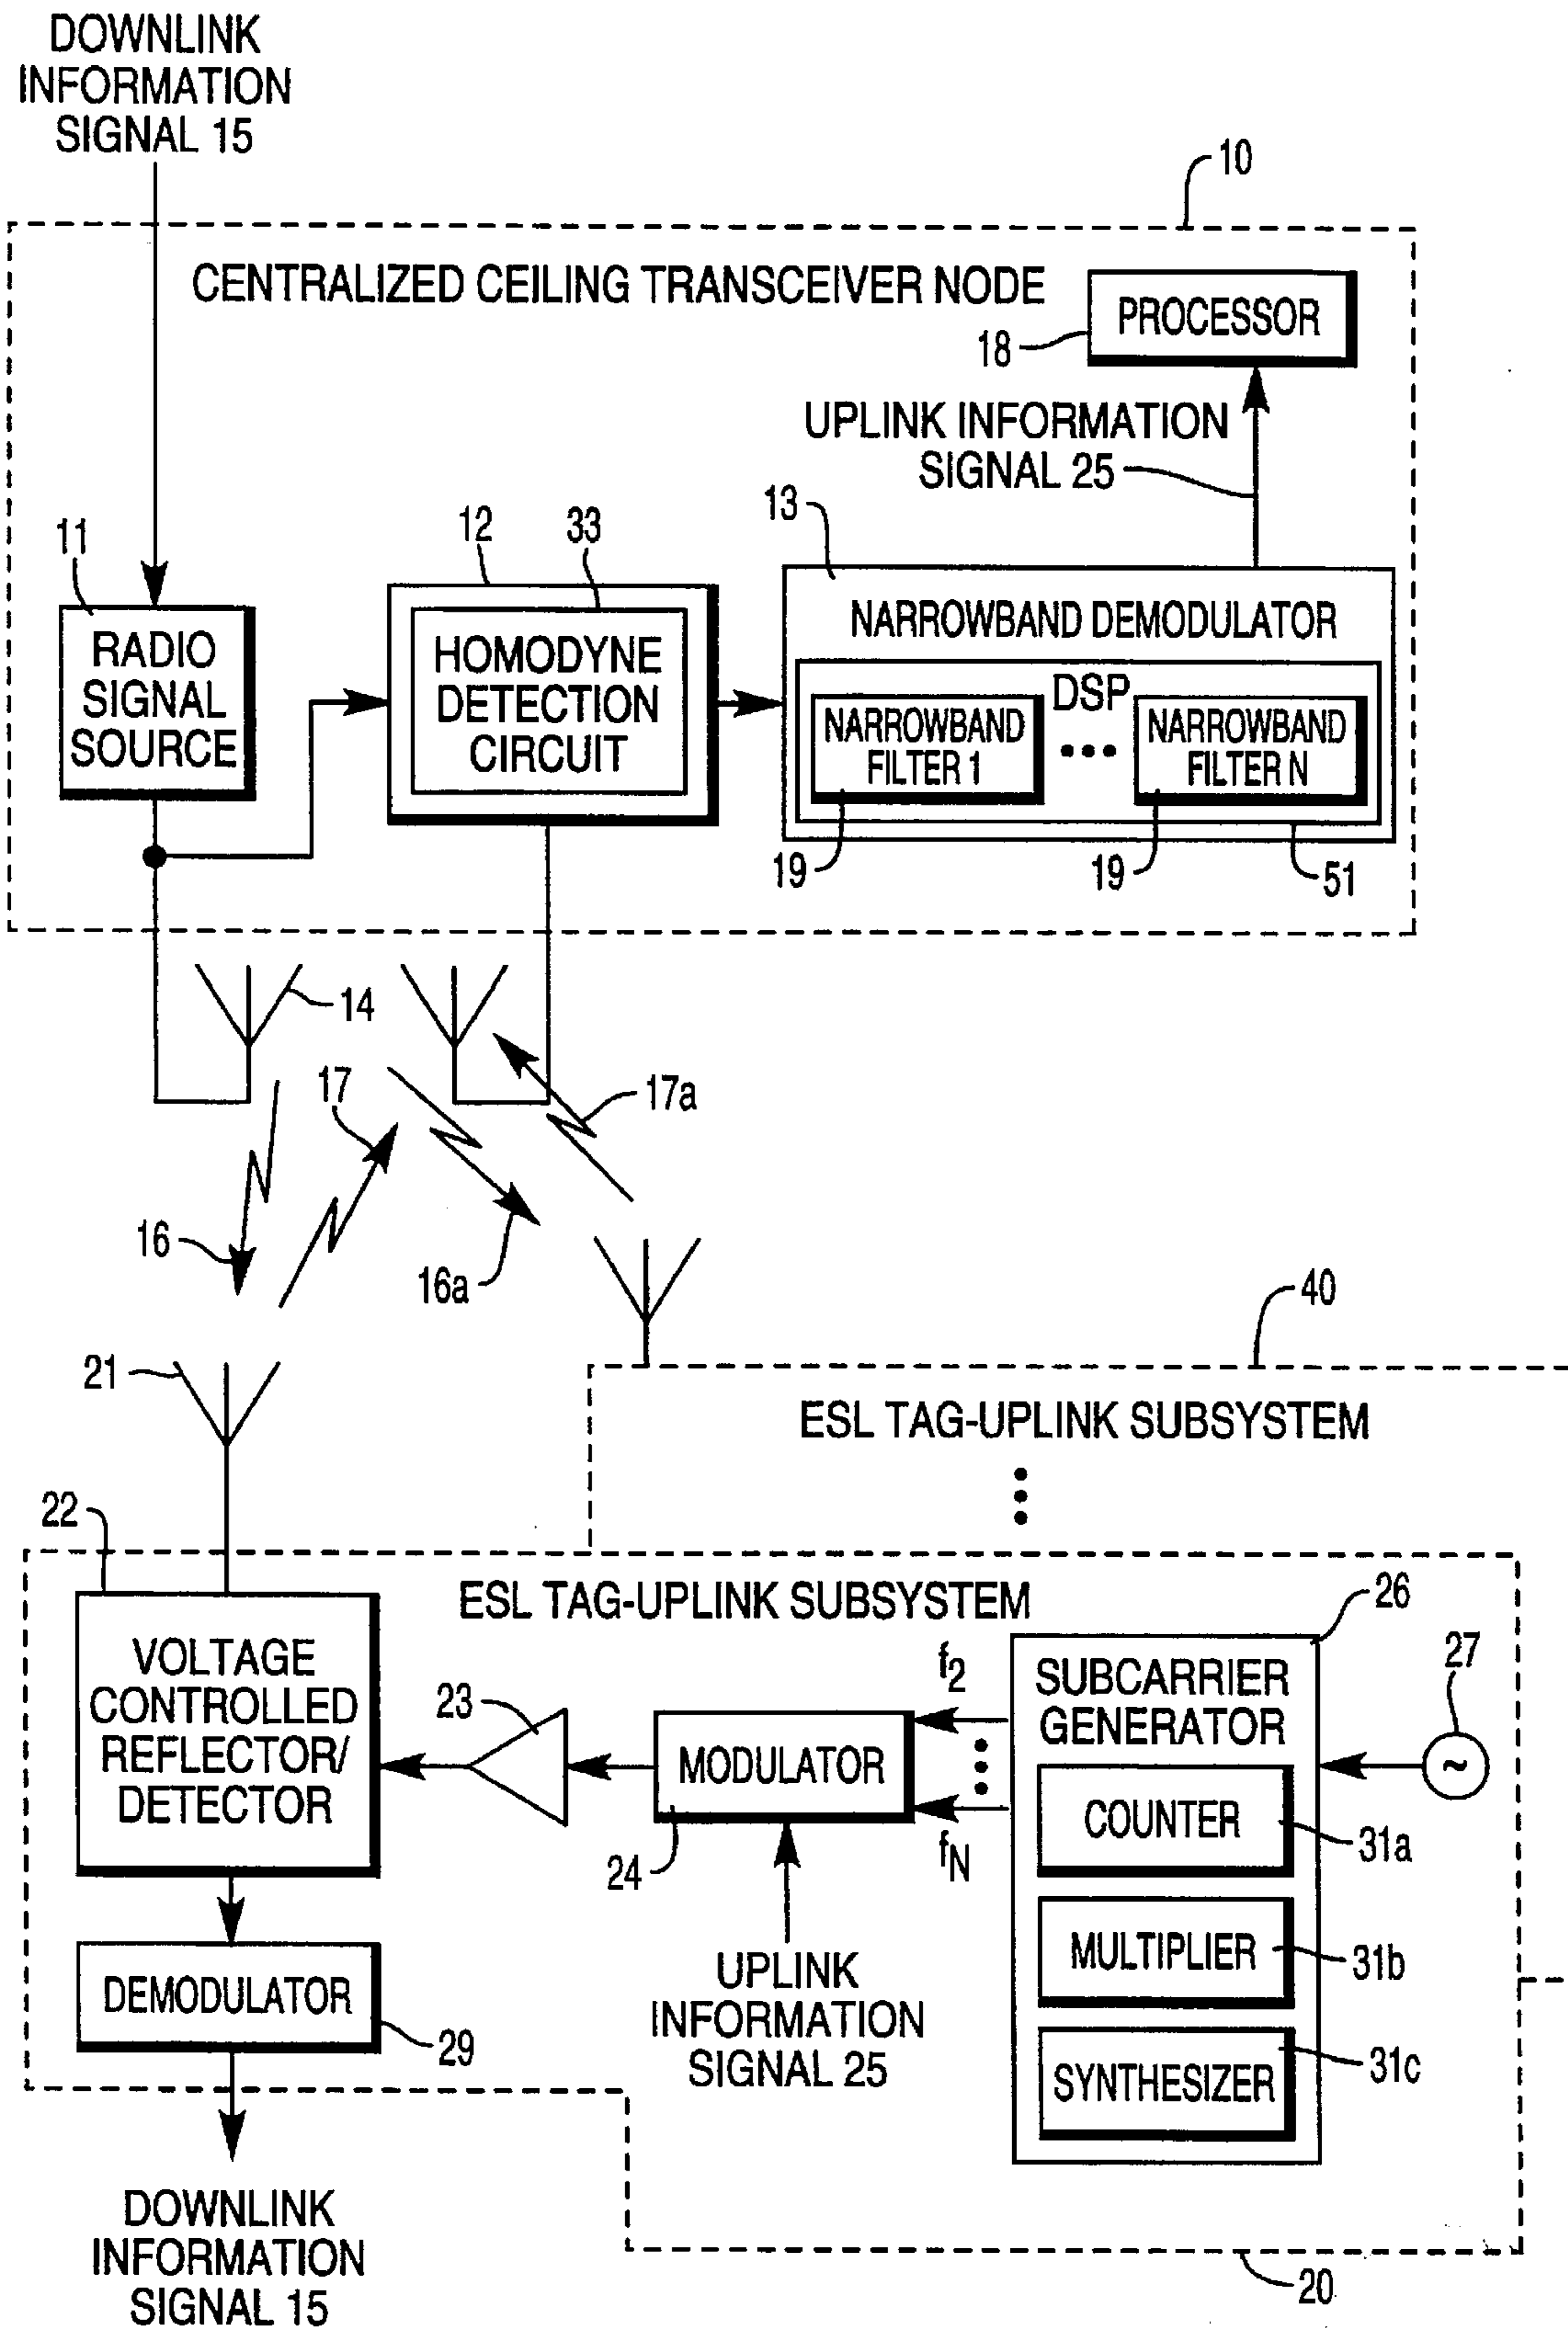 DOWNLINK
INFORMATION
SIGNAL 15
10
CENTRALIZED CEILING TRANSCEIVER NODE
PROCESSOR
18
UPLINK INFORMATION
SIGNAL 25
11
12
33
13
RADIO
SIGNAL
SOURCE
HOMODYNE
DETECTION
CIRCUIT
NARROWBAND DEMODULATOR
DSP
NARROWBAND
FILTER 1
NARROWBAND
FILTER N
19
19
51
14
17
17a
16
16a
40
21
ESL TAG-UPLINK SUBSYSTEM
22
ESL TAG-UPLINK SUBSYSTEM
26
VOLTAGE
CONTROLLED
REFLECTOR/
DETECTOR
23
MODULATOR
24
f2
fN
SUBCARRIER
GENERATOR
27
~
COUNTER
31a
MULTIPLIER
31b
SYNTHESIZER
31c
DEMODULATOR
29
UPLINK
INFORMATION
SIGNAL 25
DOWNLINK
INFORMATION
SIGNAL 15
20